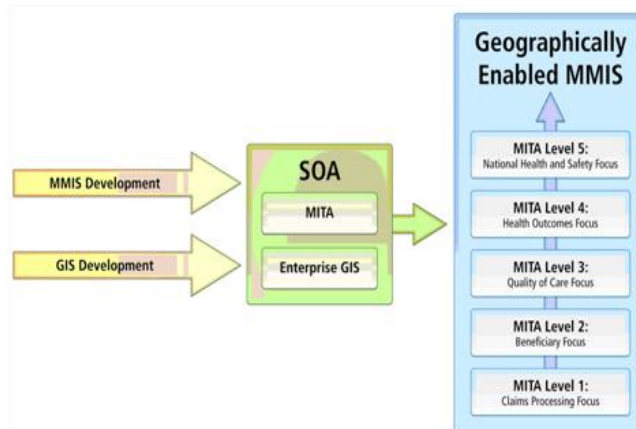 MMIS Development
GIS Development
SOA
MITA
Enterprise GIS
Geographically
Enabled MMIS
MITA Level 5:
National Health and Safety Focus
MITA Level 4:
Health Outcomes Focus
MITA Level 3:
Quality of Care Focus
MITA Level 2:
Beneficiary Focus
MITA Level 1:
Claims Processing Focus